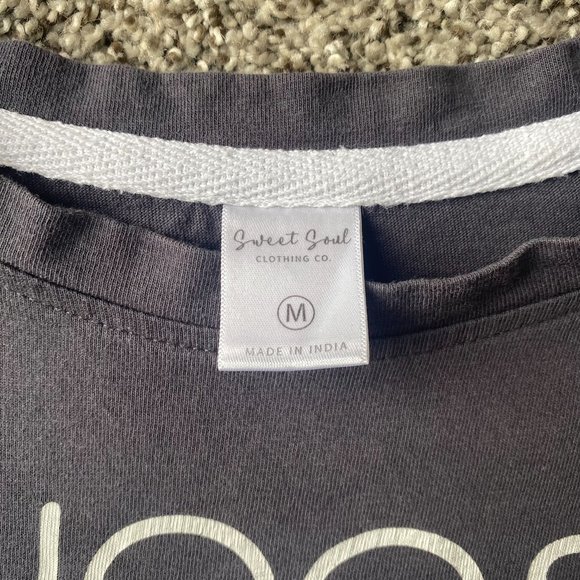 Sweet Soul
CLOTHING CO.
M
MADE IN INDIA